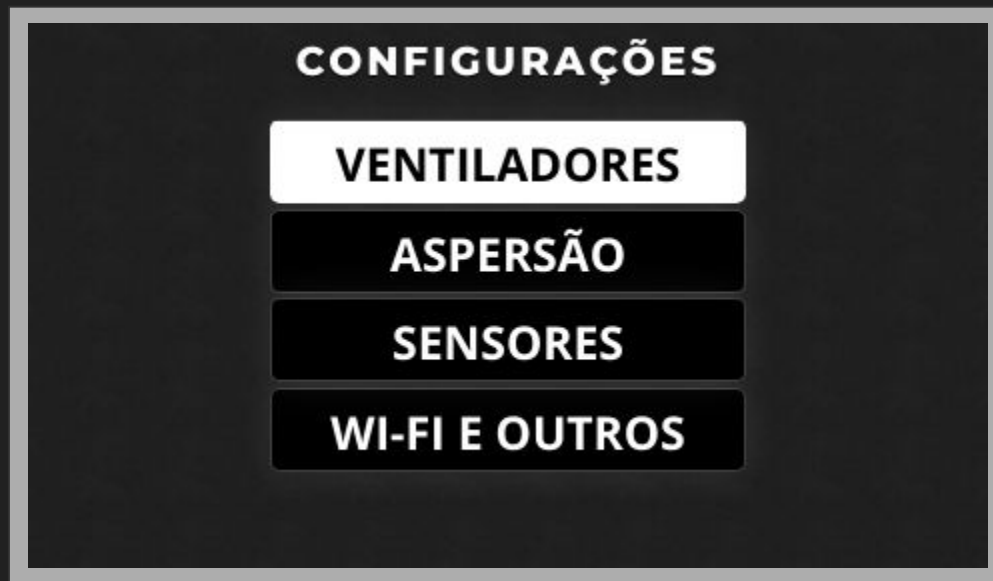 CONFIGURAÇÕES
VENTILADORES
ASPERSÃO
SENSORES
WI-FI E OUTROS